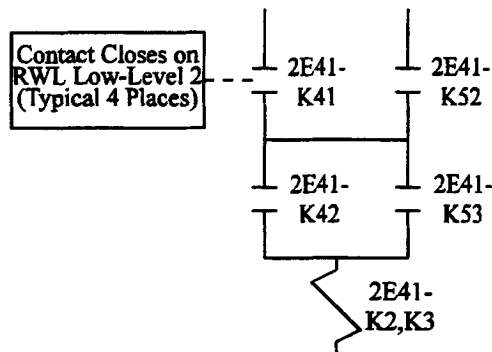 Contact Closes on
RWL Low-Level 2
(Typical 4 Places)
2E41-
K41
2E41-
K52
2E41-
K42
2E41-
K53
2E41-
K2,K3